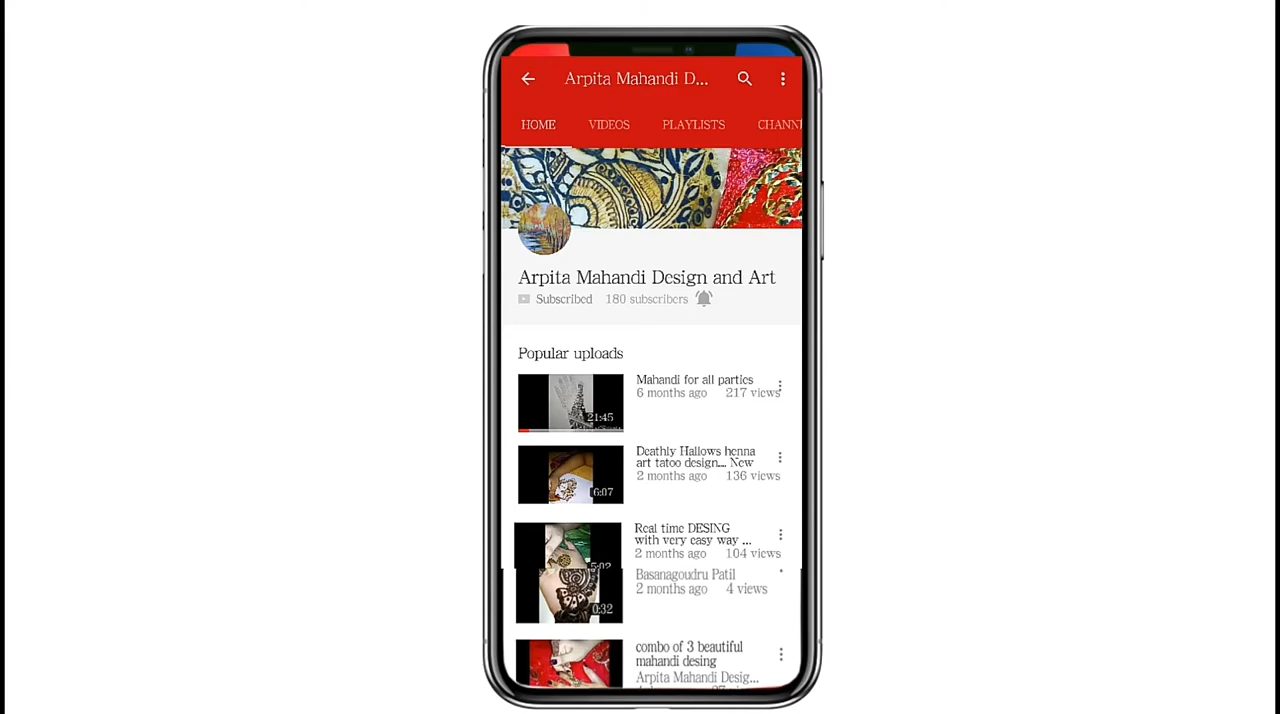 Arpita Mahandi D...
HOME VIDEOS PLAYLISTS CHANN
Arpita Mahandi Design and Art
Subscribed 180 subscribers
Popular uploads
Mahandi for all parties
6 months ago 217 views
21:45
Deathly Hallows henna
art tatoo design.... New
2 months ago 136 views
6:07
Real time DESING
with very easy way ...
2 months ago 104 views
5:02
Basanagoudru Patil
2 months ago 4 views
0:32
combo of 3 beautiful
mahandi desing
Arpita Mahandi Desig...